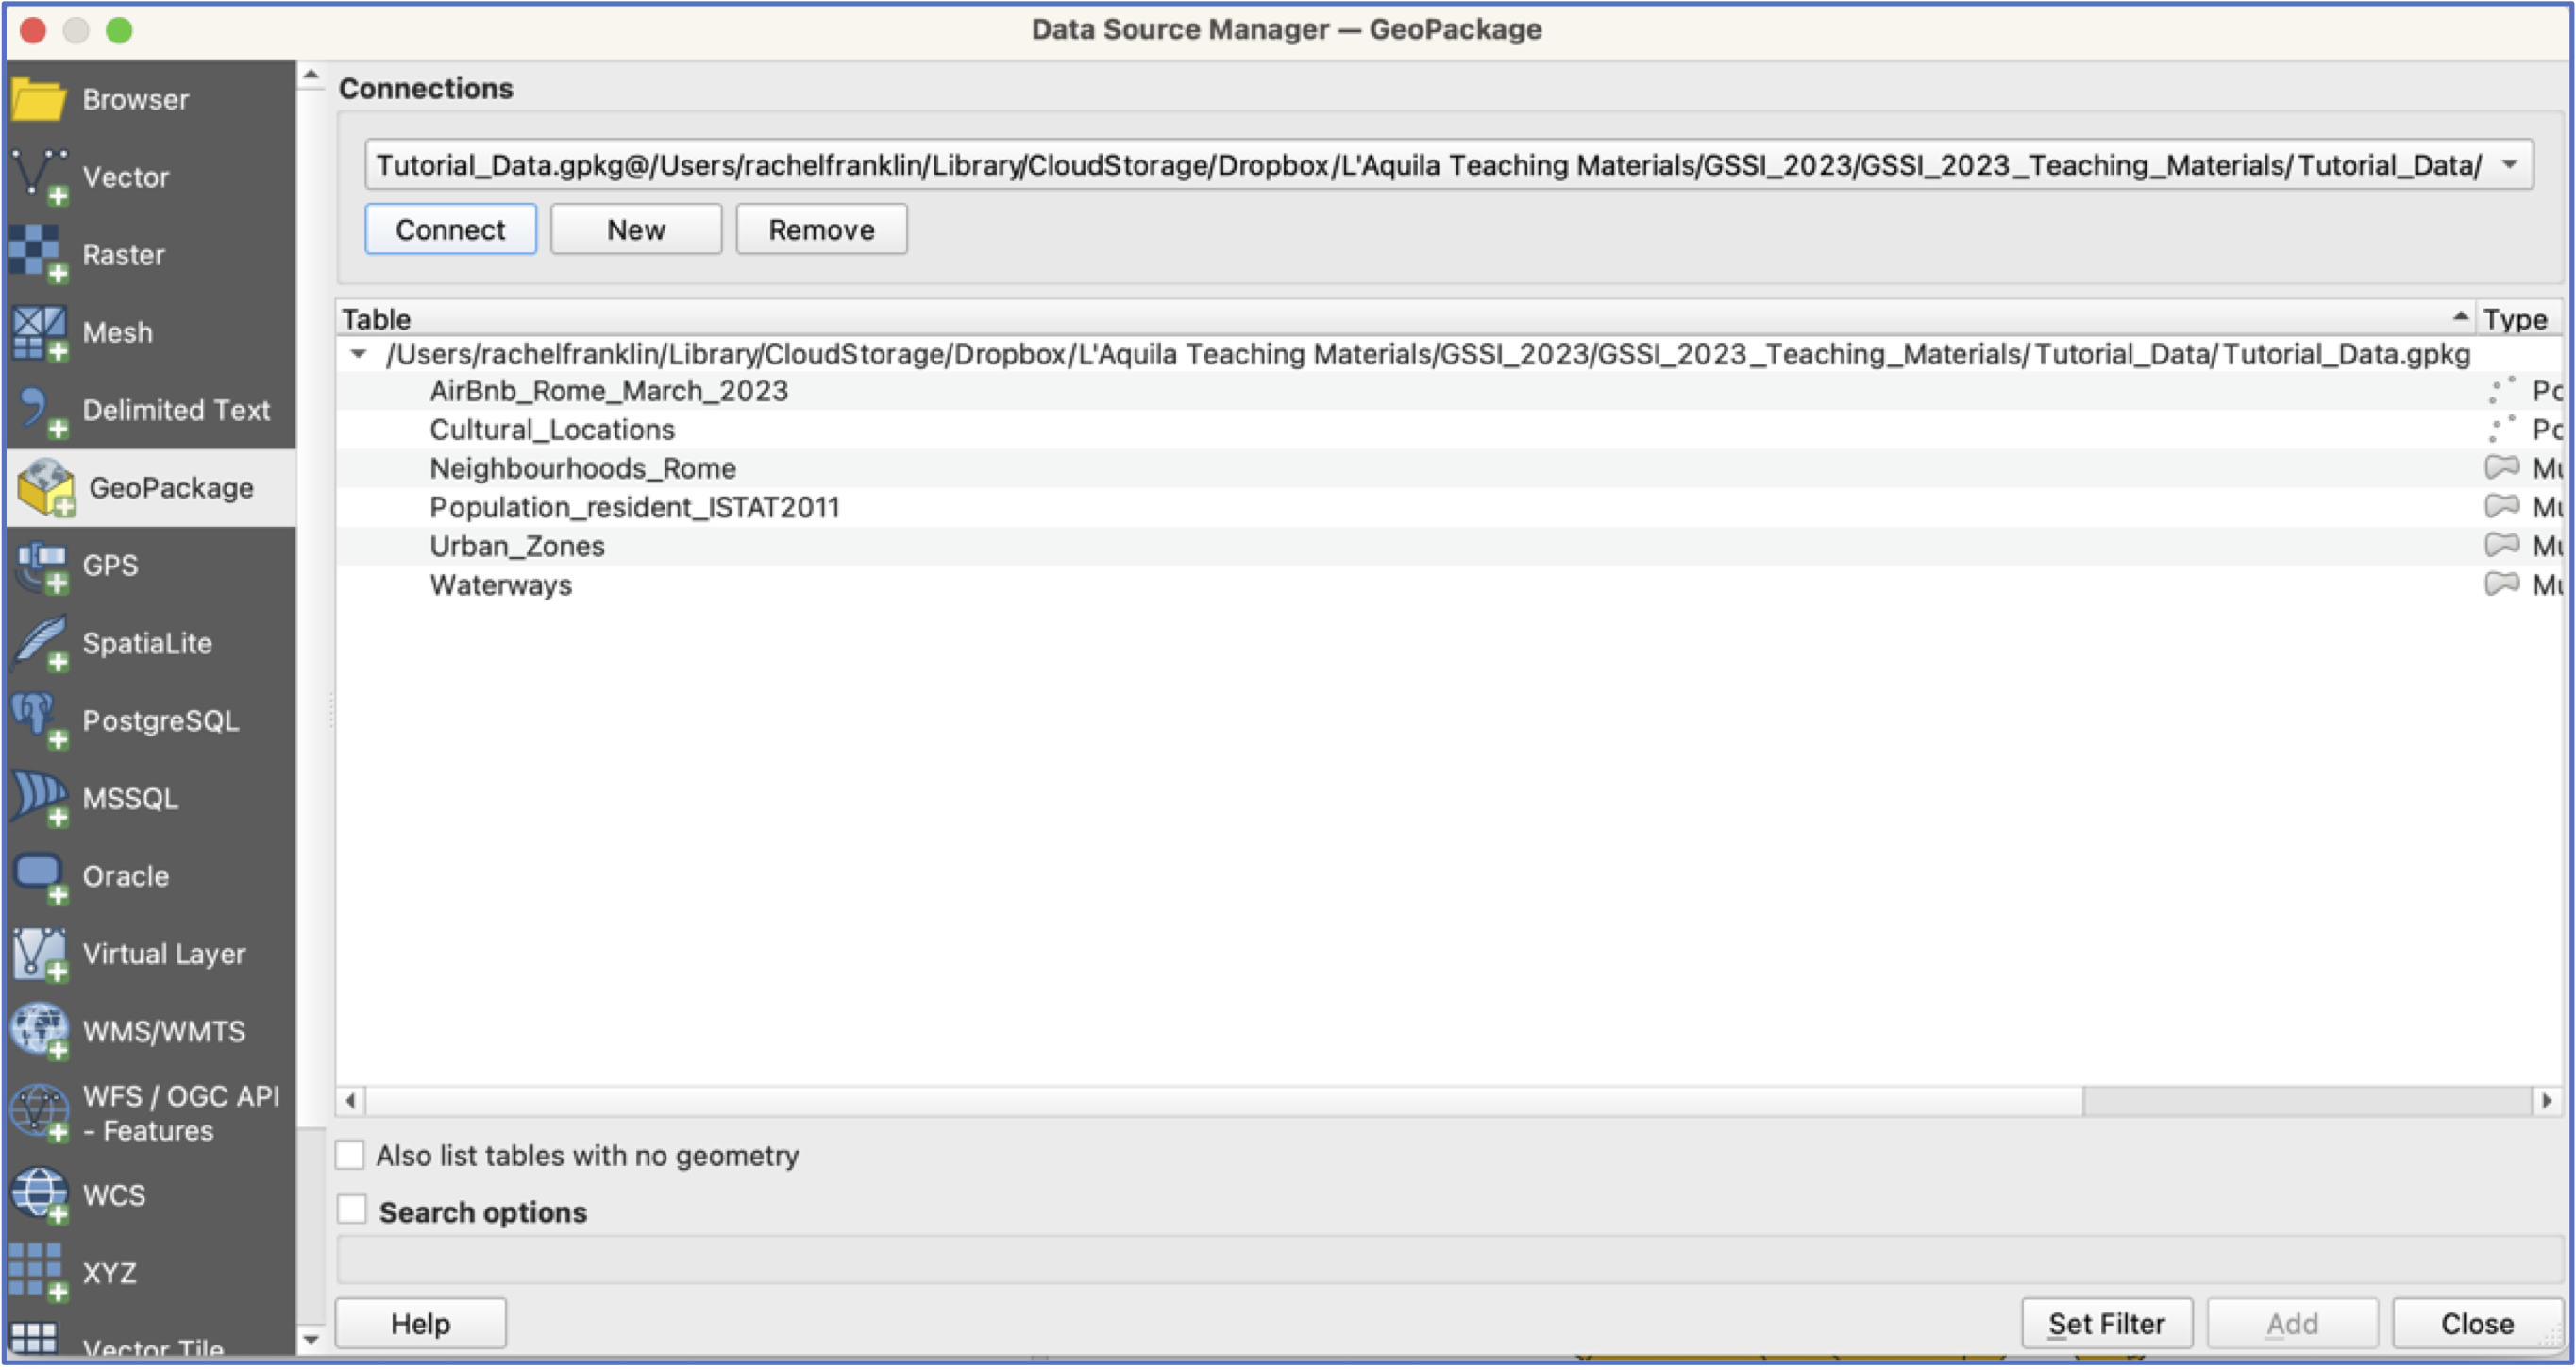 Data Source Manager — GeoPackage
Browser
Vector
Raster
Mesh
Delimited Text
GeoPackage
GPS
SpatiaLite
PostgreSQL
MSSQL
Oracle
Virtual Layer
WMS/WMTS
WFS / OGC API
- Features
WCS
XYZ
Vector Tile
Connections
Tutorial_Data.gpkg@/Users/rachelfranklin/Library/CloudStorage/Dropbox/L'Aquila Teaching Materials/GSSI_2023/GSSI_2023_Teaching_Materials/Tutorial_Data/
Connect New Remove
Table Type
/Users/rachelfranklin/Library/CloudStorage/Dropbox/L'Aquila Teaching Materials/GSSI_2023/GSSI_2023_Teaching_Materials/Tutorial_Data/Tutorial_Data.gpkg
AirBnb_Rome_March_2023 Po
Cultural_Locations Po
Neighbourhoods_Rome Mu
Population_resident_ISTAT2011 Mu
Urban_Zones Mu
Waterways Mu
Also list tables with no geometry
Search options
Help Set Filter Add Close